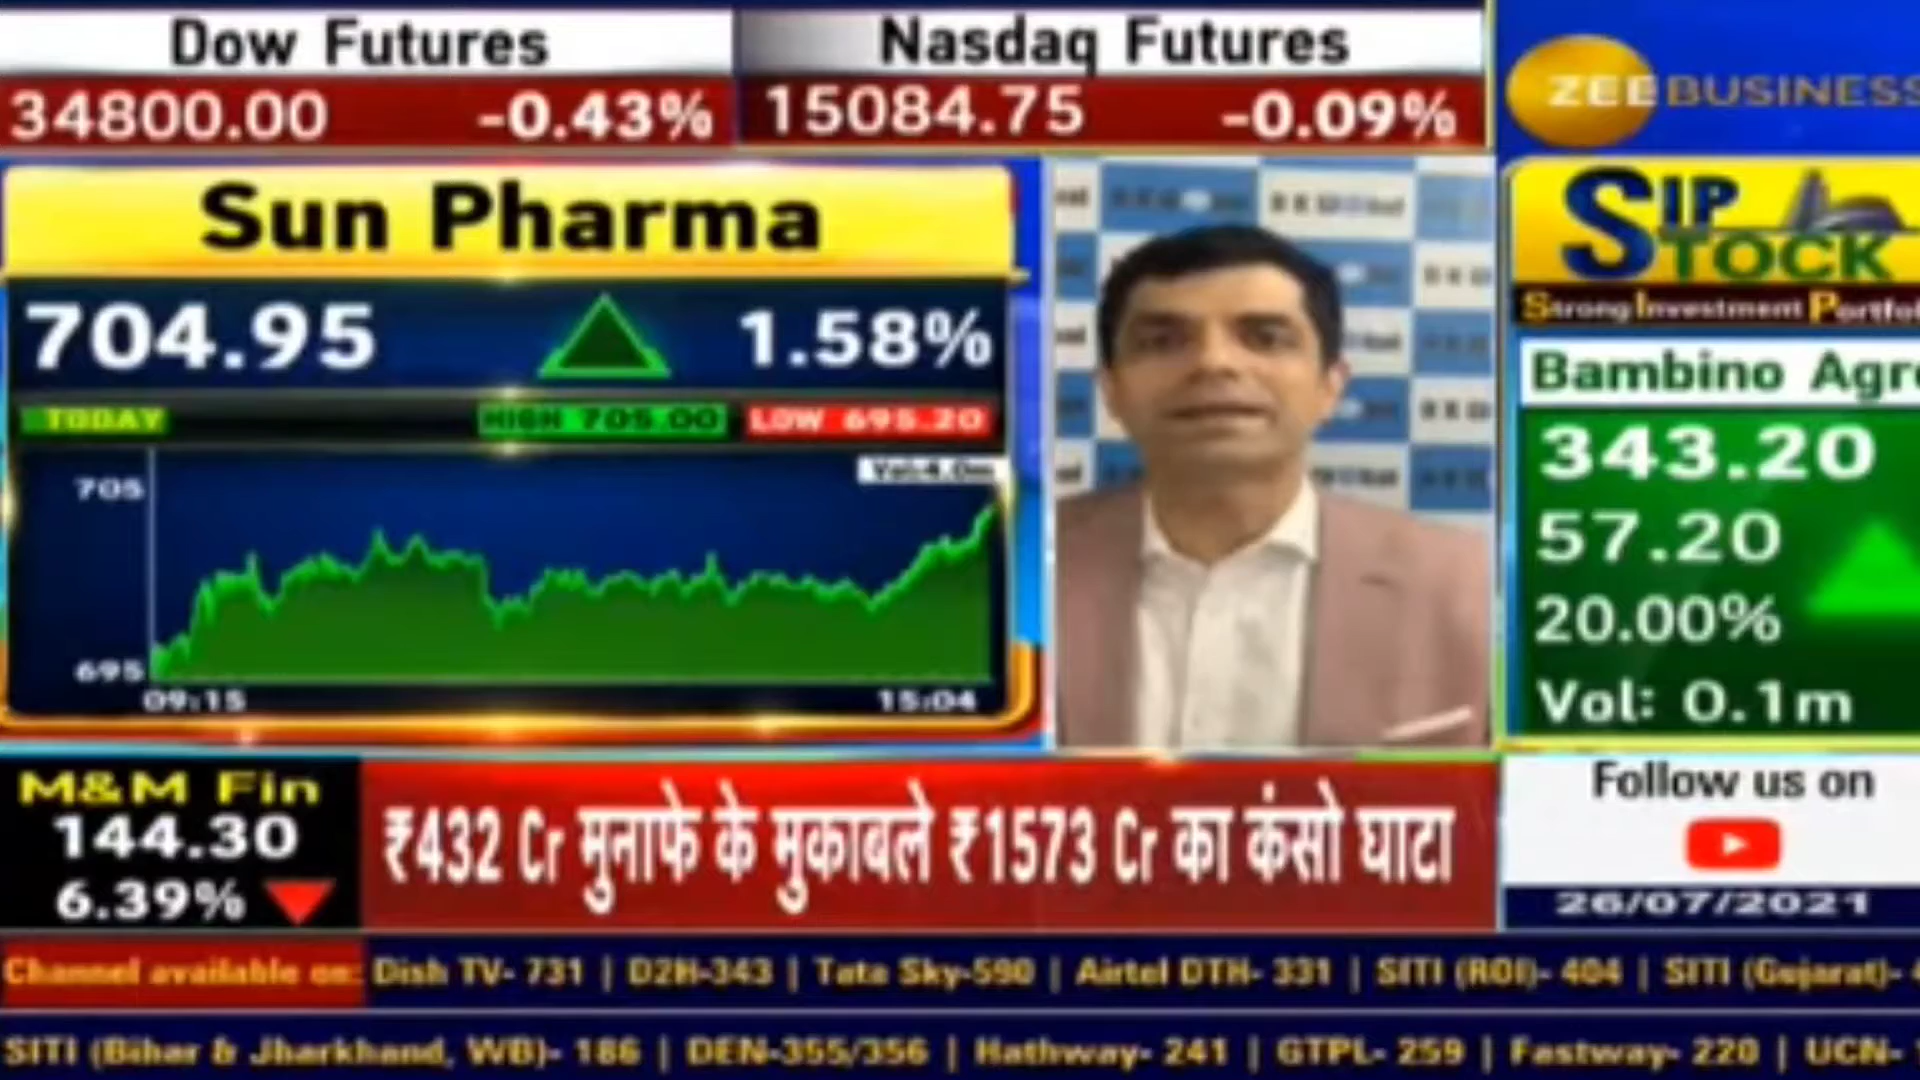 Dow Futures
34800.00 -0.43%
Nasdaq Futures
15084.75 -0.09%
ZEEBUSINESS
Sun Pharma
704.95 1.58%
TODAY HIGH 705.00 LOW 695.20
Vol:4.0m
705
695
09:15 15:04
SIP
STOCK
Strong Investment
Bambino
343.20
57.20
20.00%
Vol: 0.1m
M&M Fin
144.30
6.39%
₹432 Cr मुनाफे के मुकाबले ₹1573 Cr का कंसो घाटा
Follow us on
26/07/2021
Channel available on: Dish TV- 731 | D2H-343 | Tata Sky-590 | Airtel DTH- 331 | SITI (ROI)- 404 | SITI (Gujarat)-
SITI (Bihar & Jharkhand, WB)- 186 | DEN-355/356 | Hathway- 241 | GTPL- 259 | Fastway- 220 | UCN-